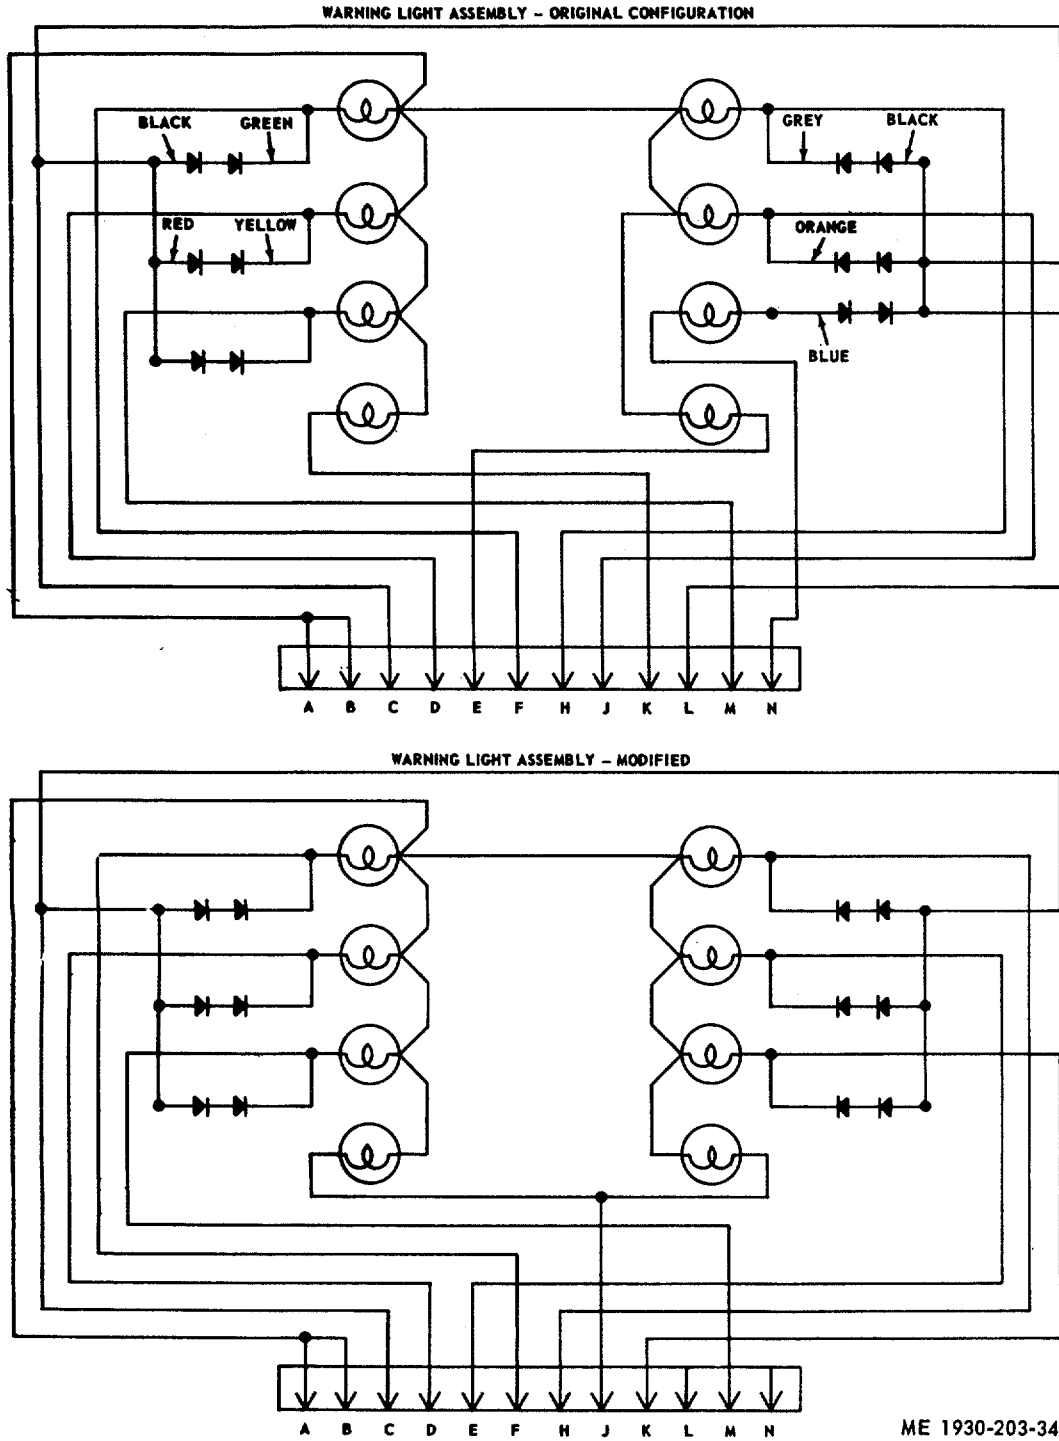 WARNING LIGHT ASSEMBLY – ORIGINAL CONFIGURATION
BLACK GREEN GREY BLACK
RED YELLOW ORANGE
BLUE
A B C D E F H J K L M N
WARNING LIGHT ASSEMBLY – MODIFIED
A B C D E F H J K L M N
ME 1930-203-34